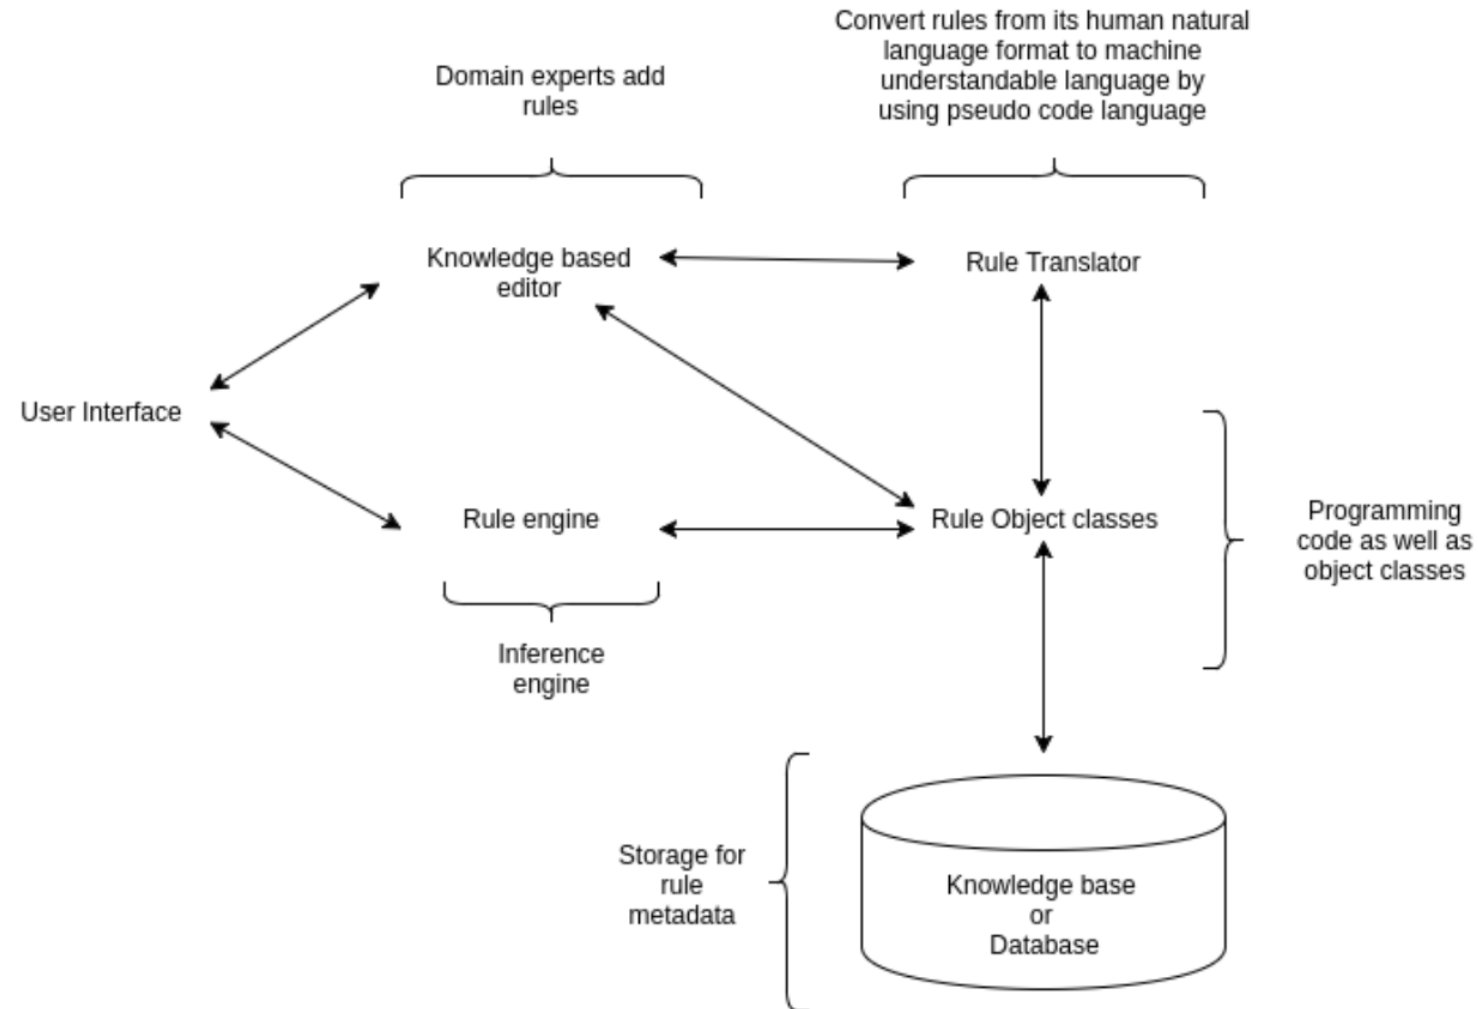 Convert rules from its human natural
language format to machine
understandable language by
using pseudo code language
Domain experts add
rules
Knowledge based
editor
Rule Translator
User Interface
Rule engine
Rule Object classes
Programming
code as well as
object classes
Inference
engine
Storage for
rule
metadata
Knowledge base
or
Database